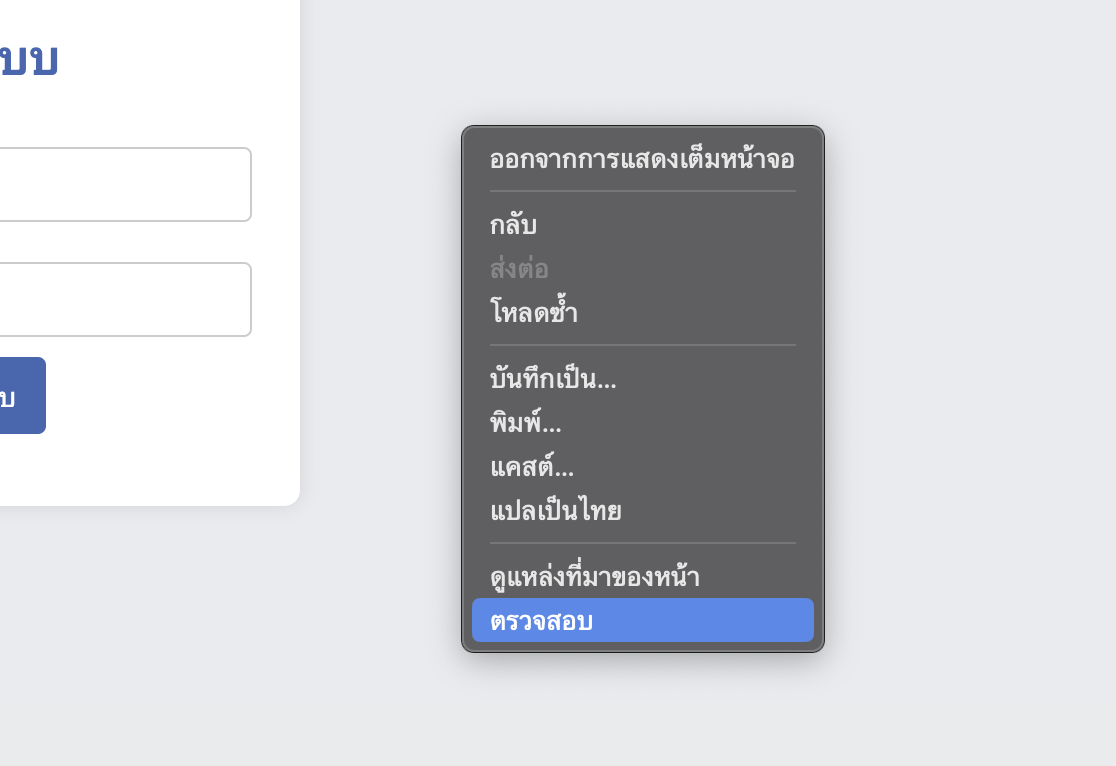 บบ
บ
ออกจากการแสดงเต็มหน้าจอ
กลับ
ส่งต่อ
โหลดซ้ำ
บันทึกเป็น...
พิมพ์...
แคสต์...
แปลเป็นไทย
ดูแหล่งที่มาของหน้า
ตรวจสอบ